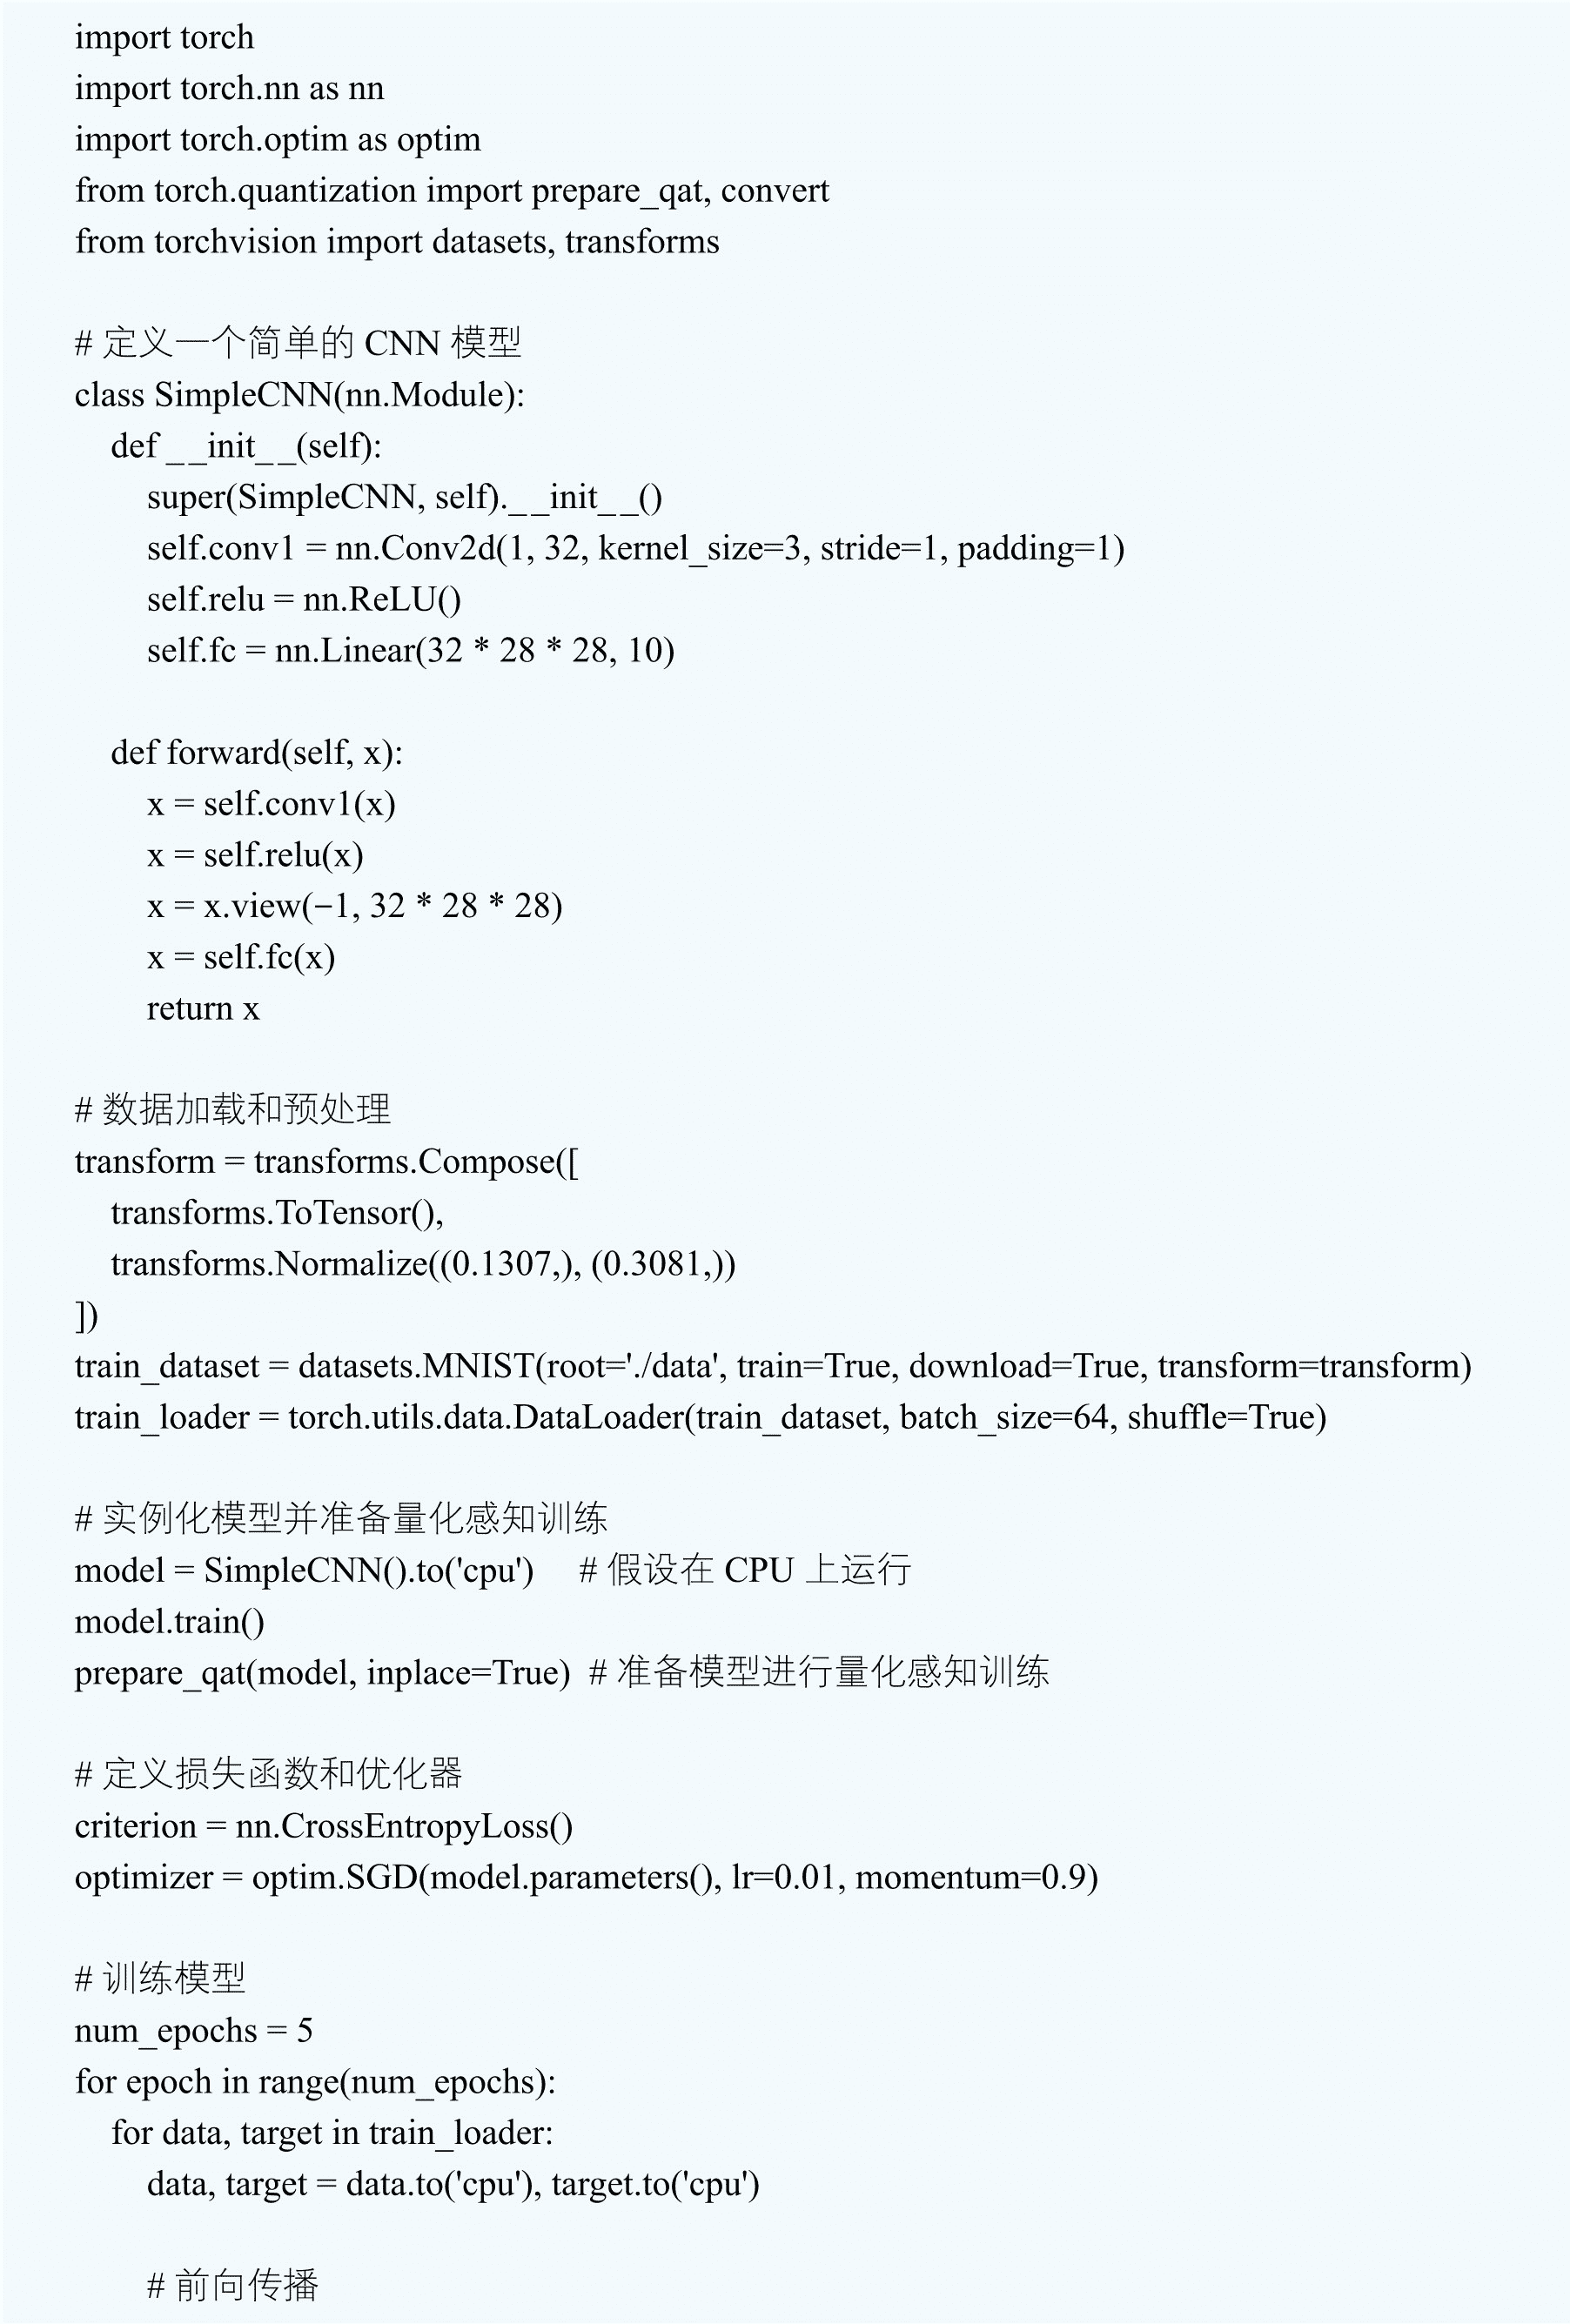 import torch
import torch.nn as nn
import torch.optim as optim
from torch.quantization import prepare_qat, convert
from torchvision import datasets, transforms

# 定义一个简单的 CNN 模型
class SimpleCNN(nn.Module):
    def __init__(self):
        super(SimpleCNN, self).__init__()
        self.conv1 = nn.Conv2d(1, 32, kernel_size=3, stride=1, padding=1)
        self.relu = nn.ReLU()
        self.fc = nn.Linear(32 * 28 * 28, 10)

    def forward(self, x):
        x = self.conv1(x)
        x = self.relu(x)
        x = x.view(−1, 32 * 28 * 28)
        x = self.fc(x)
        return x

# 数据加载和预处理
transform = transforms.Compose([
    transforms.ToTensor(),
    transforms.Normalize((0.1307,), (0.3081,))
])
train_dataset = datasets.MNIST(root='./data', train=True, download=True, transform=transform)
train_loader = torch.utils.data.DataLoader(train_dataset, batch_size=64, shuffle=True)

# 实例化模型并准备量化感知训练
model = SimpleCNN().to('cpu')    # 假设在 CPU 上运行
model.train()
prepare_qat(model, inplace=True)  # 准备模型进行量化感知训练

# 定义损失函数和优化器
criterion = nn.CrossEntropyLoss()
optimizer = optim.SGD(model.parameters(), lr=0.01, momentum=0.9)

# 训练模型
num_epochs = 5
for epoch in range(num_epochs):
    for data, target in train_loader:
        data, target = data.to('cpu'), target.to('cpu')

        # 前向传播